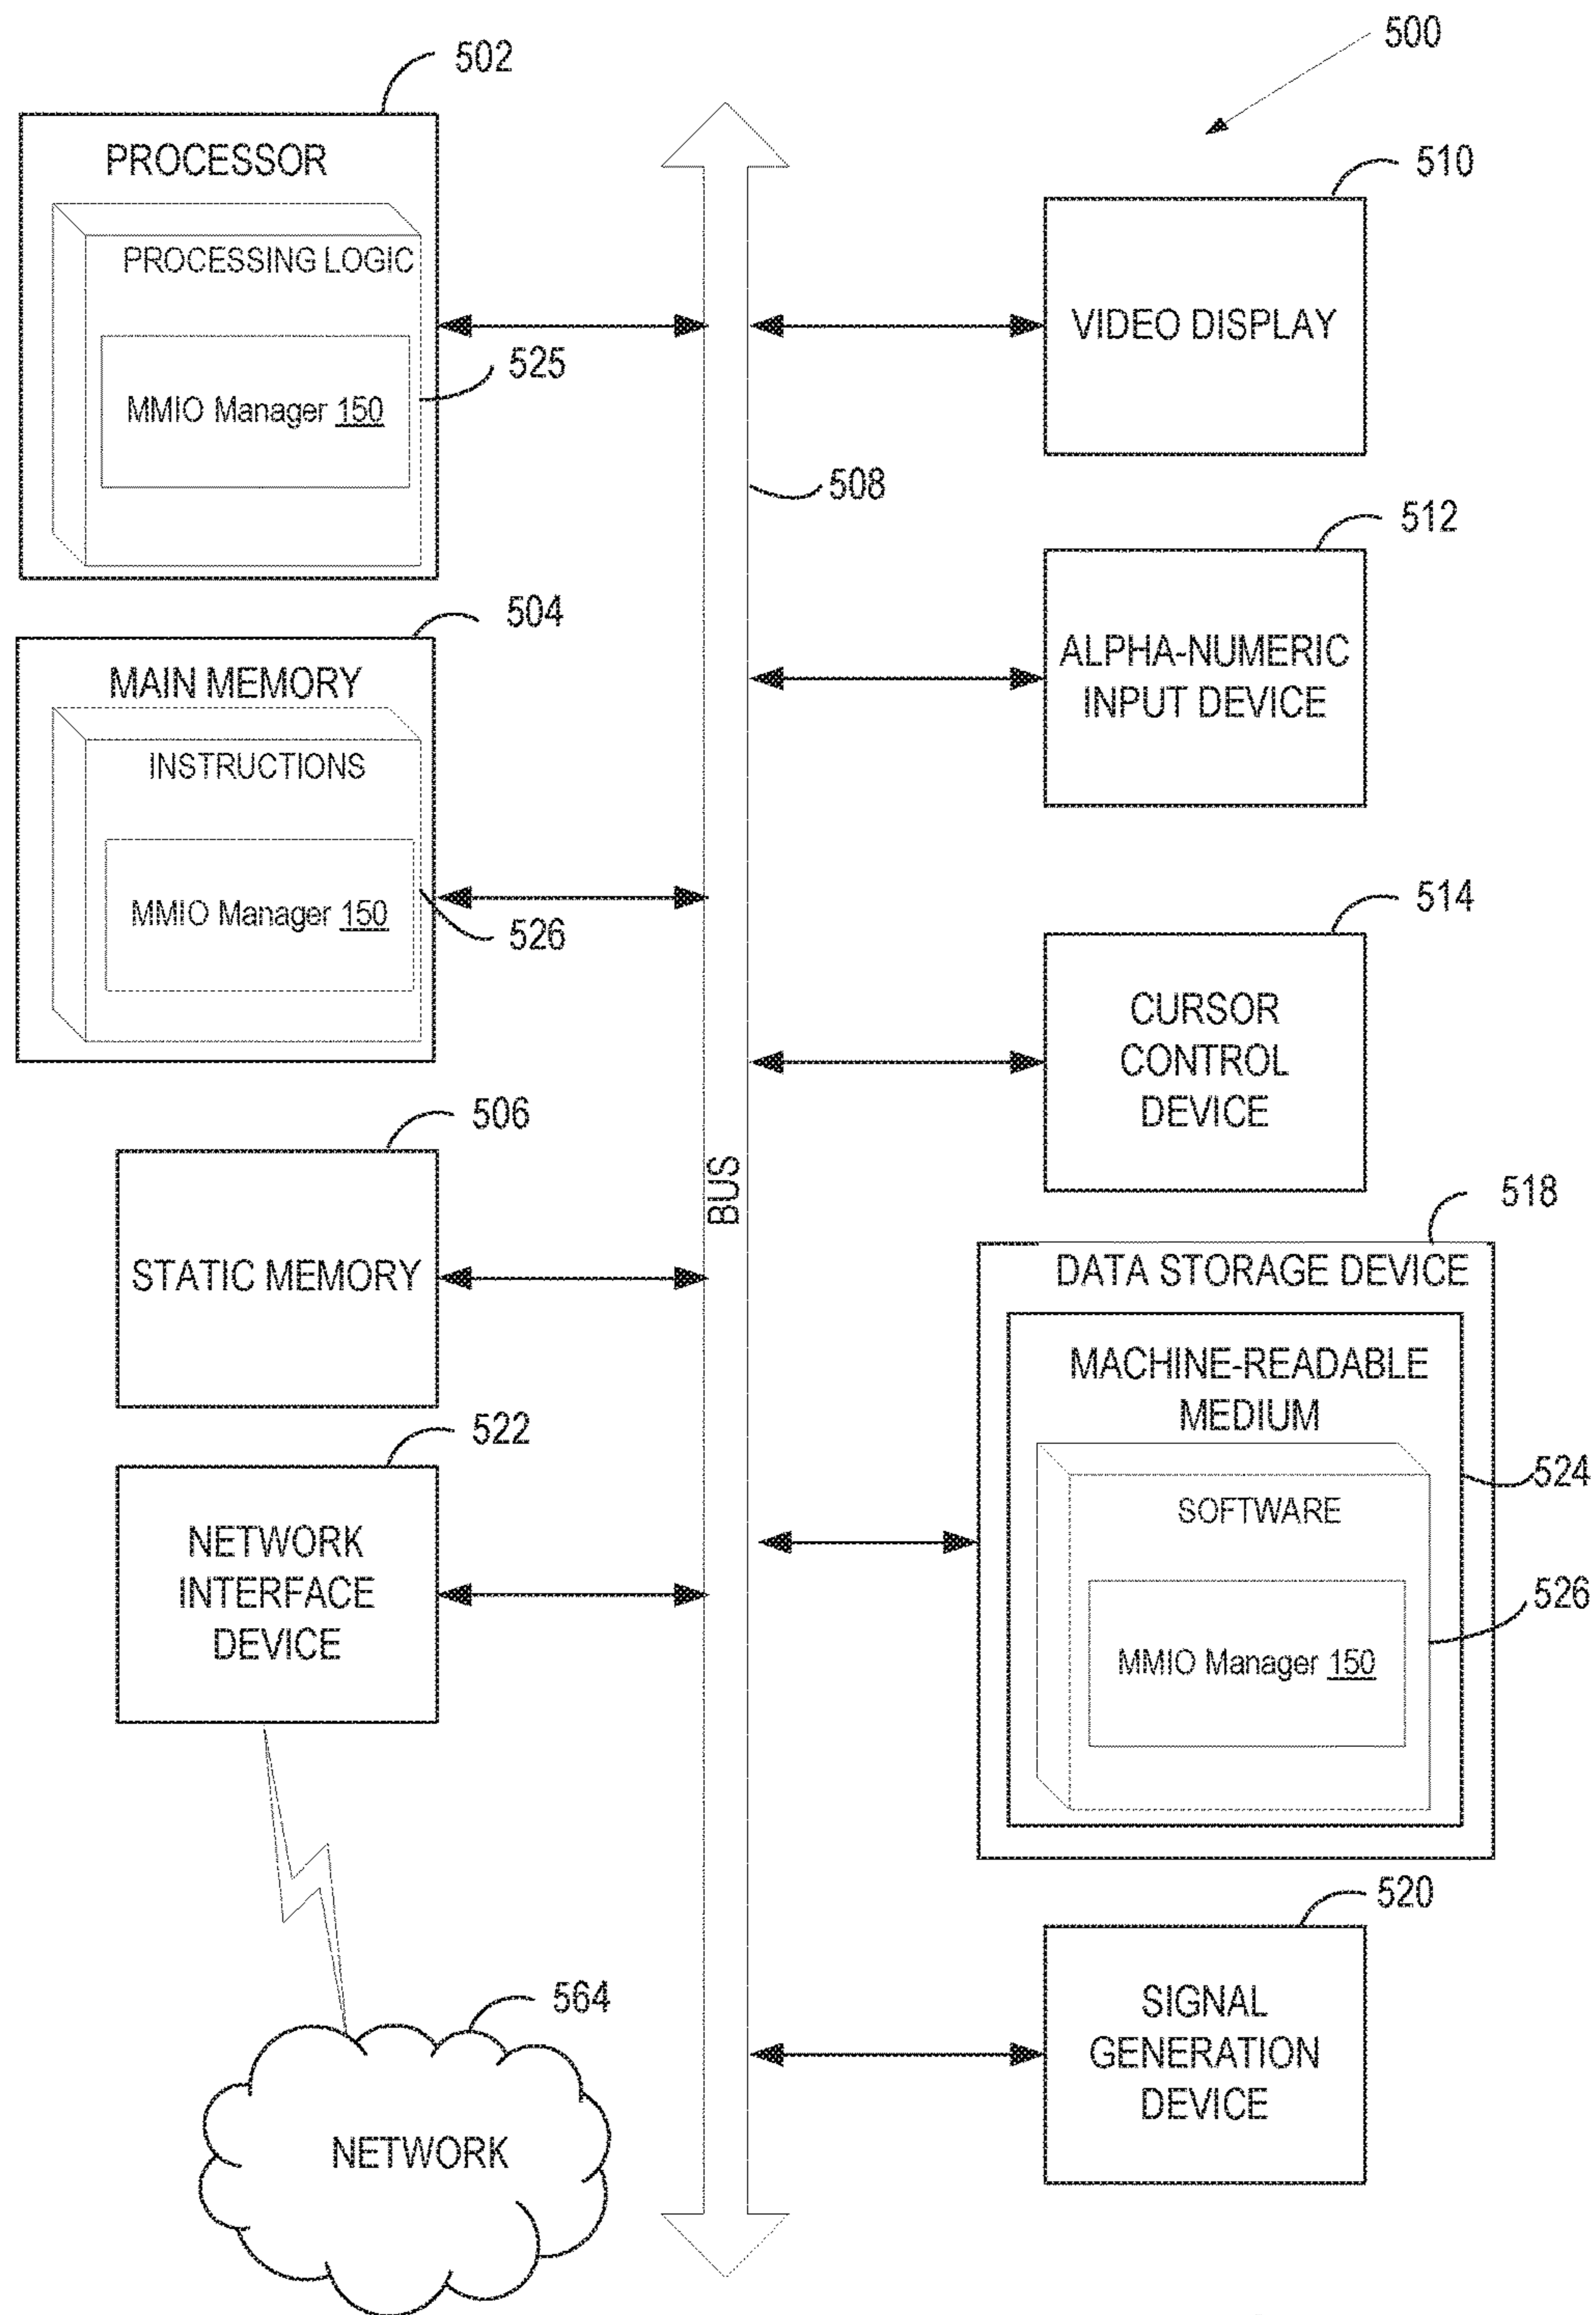 500
502
PROCESSOR
PROCESSING LOGIC
MMIO Manager 150
525
504
MAIN MEMORY
INSTRUCTIONS
MMIO Manager 150
526
506
STATIC MEMORY
522
NETWORK
INTERFACE
DEVICE
564
NETWORK
508
BUS
510
VIDEO DISPLAY
512
ALPHA-NUMERIC
INPUT DEVICE
514
CURSOR
CONTROL
DEVICE
518
DATA STORAGE DEVICE
MACHINE-READABLE
MEDIUM
524
SOFTWARE
MMIO Manager 150
526
520
SIGNAL
GENERATION
DEVICE